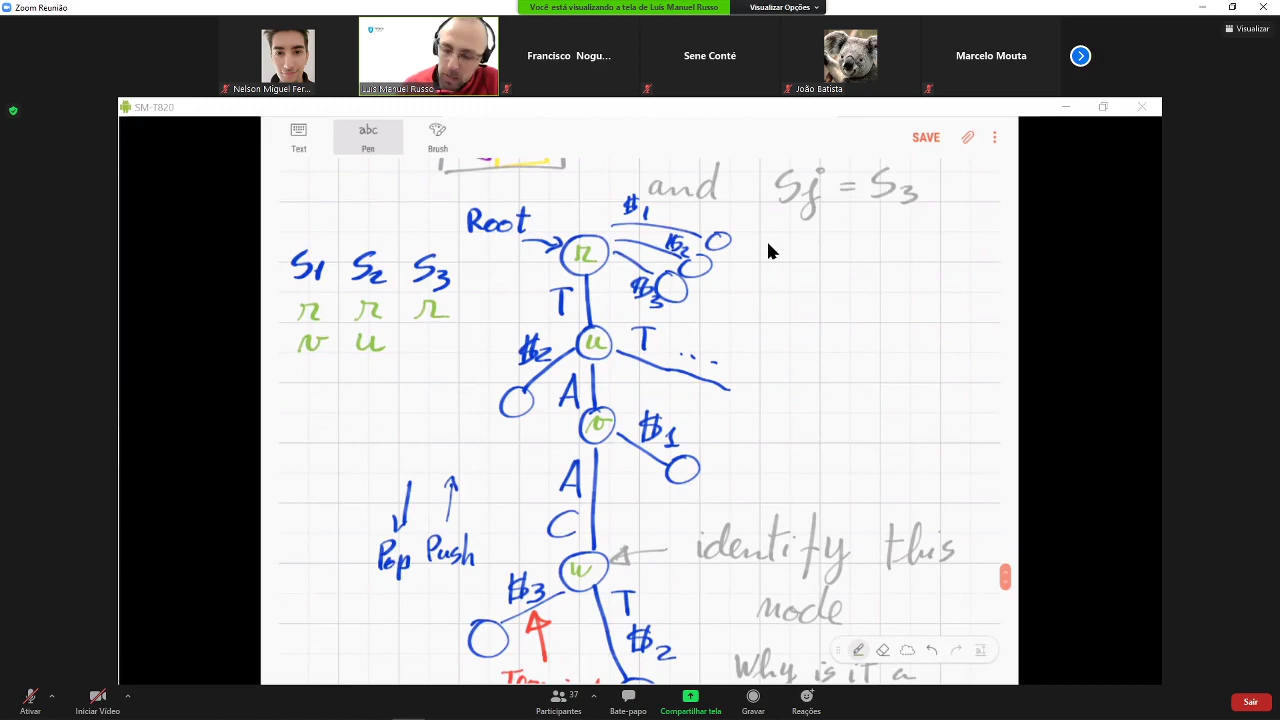 Zoom Reunião
Você está visualizando a tela de Luís Manuel Russo
Visualizar Opções
Visualizar
Nelson Miguel Fer...
Luís Manuel Russo
Francisco Nogu...
Sene Conté
João Batista
Marcelo Mouta
SM-T820
Text
abc
Pen
Brush
SAVE
and Sj = S3
Root
$1
$2
$3
r
S1 S2 S3
r r r
v u
T
u
T ...
$2
A
v
$1
A
C
Pop Push
w
identify this
node
$3
T
$2
Why is it a
Ativar
Iniciar Vídeo
Participantes
37
Bate-papo
Compartilhar tela
Gravar
Reações
Sair